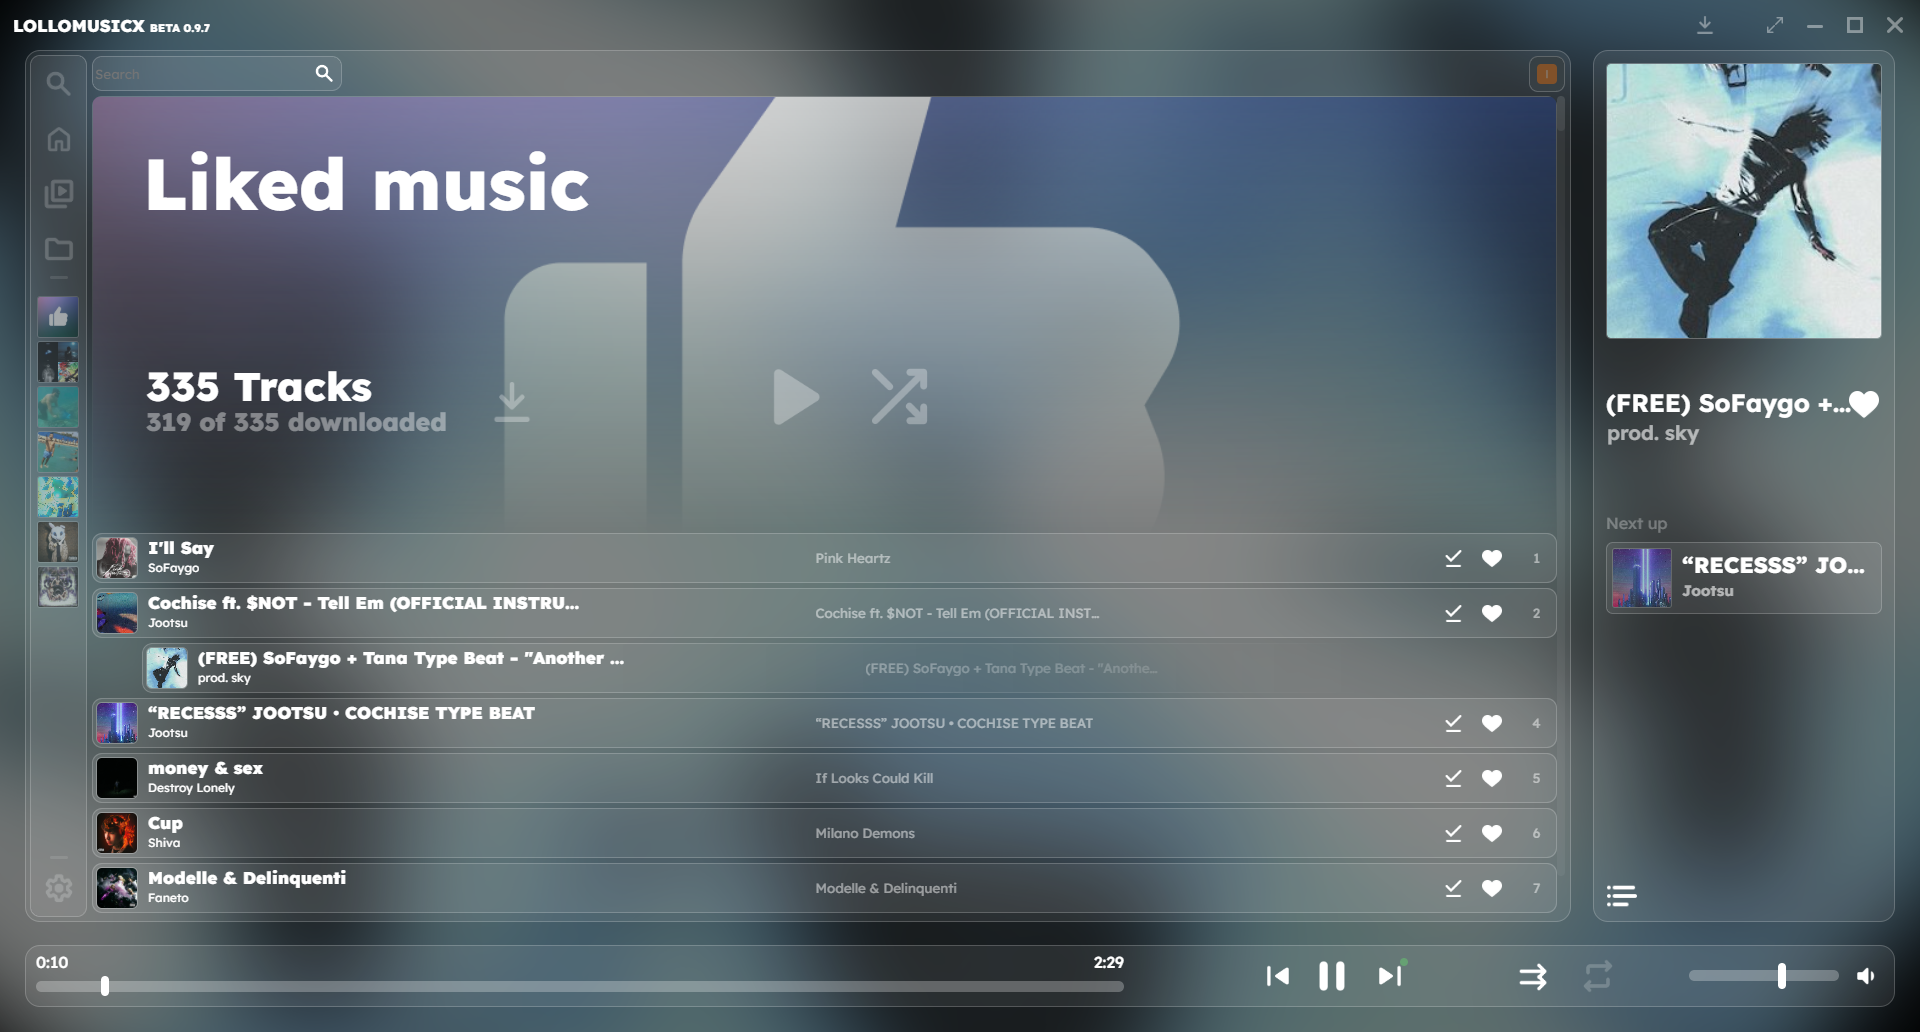 LOLLOMUSICX BETA 0.9.7
Search
I
Liked music
335 Tracks
319 of 335 downloaded
I'll Say
SoFaygo
Pink Heartz
1
Cochise ft. $NOT - Tell Em (OFFICIAL INSTRU...
Jootsu
Cochise ft. $NOT - Tell Em (OFFICIAL INST...
2
(FREE) SoFaygo + Tana Type Beat - "Another ...
prod. sky
(FREE) SoFaygo + Tana Type Beat - "Anothe...
“RECESSS” JOOTSU • COCHISE TYPE BEAT
Jootsu
“RECESSS” JOOTSU • COCHISE TYPE BEAT
4
money & sex
Destroy Lonely
If Looks Could Kill
5
Cup
Shiva
Milano Demons
6
Modelle & Delinquenti
Faneto
Modelle & Delinquenti
7
(FREE) SoFaygo +...
prod. sky
Next up
“RECESSS” JO...
Jootsu
0:10
2:29